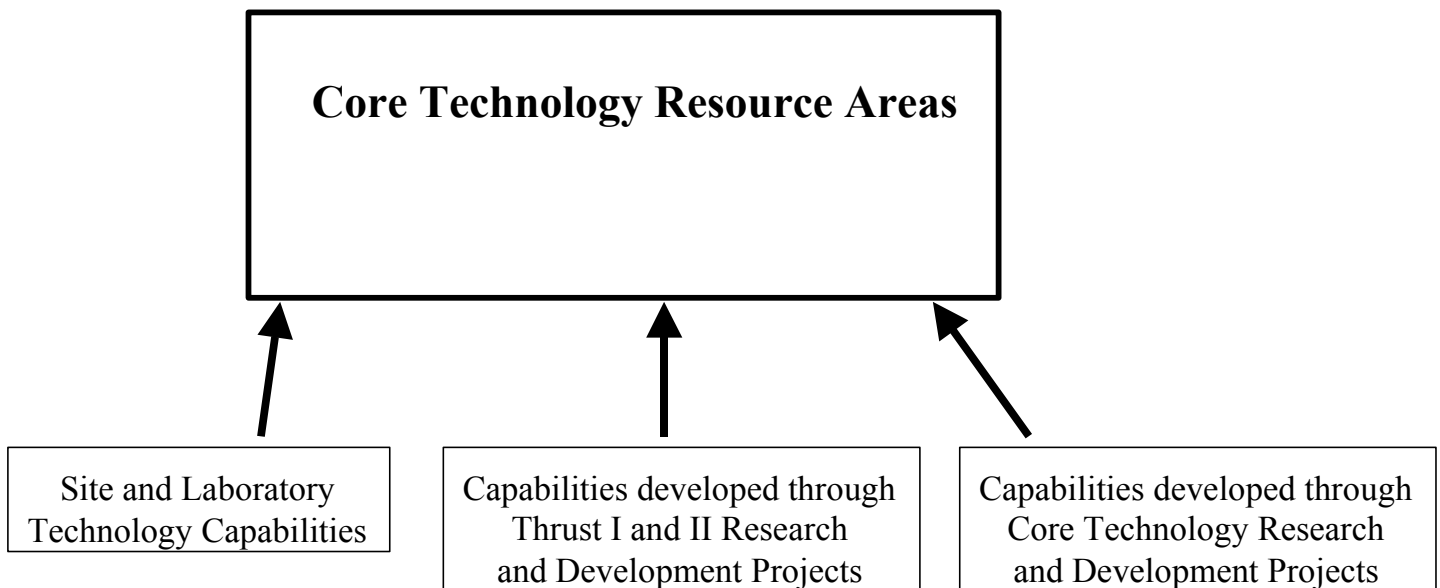 Core Technology Resource Areas
Site and Laboratory
Technology Capabilities
Capabilities developed through
Thrust I and II Research
and Development Projects
Capabilities developed through
Core Technology Research
and Development Projects